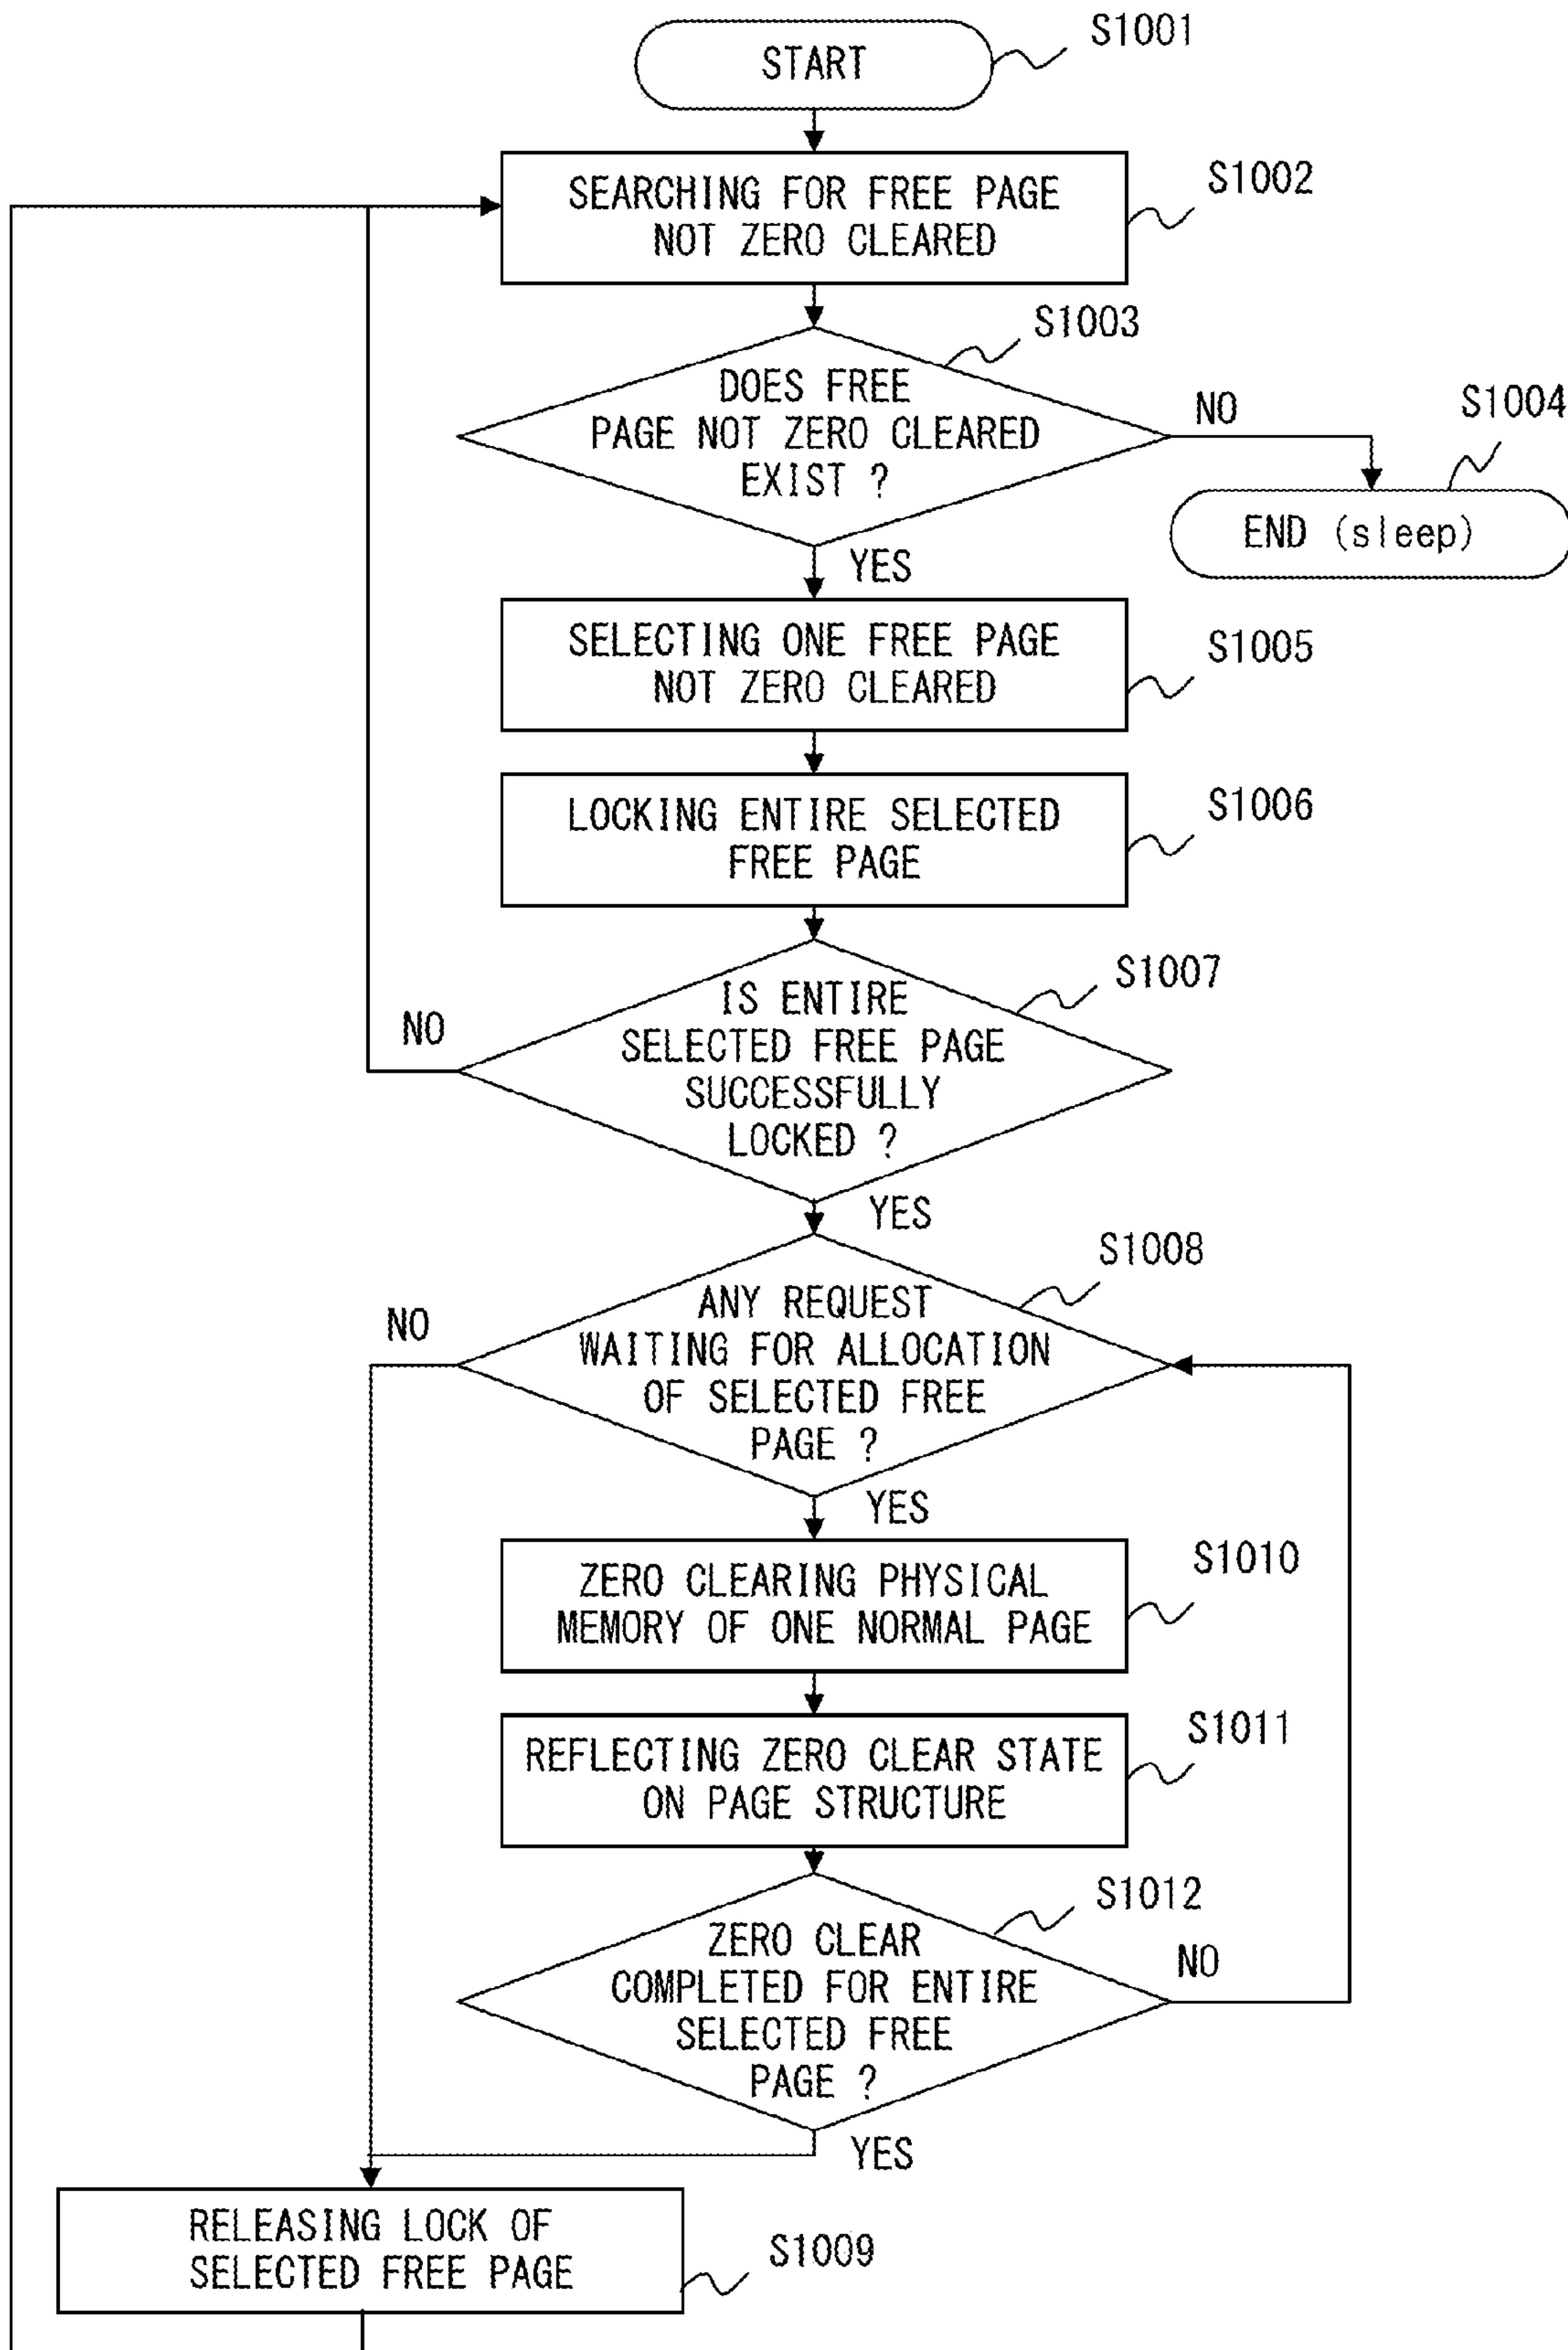 START
S1001
SEARCHING FOR FREE PAGE
NOT ZERO CLEARED
S1002
DOES FREE
PAGE NOT ZERO CLEARED
EXIST ?
S1003
NO
S1004
END (sleep)
YES
SELECTING ONE FREE PAGE
NOT ZERO CLEARED
S1005
LOCKING ENTIRE SELECTED
FREE PAGE
S1006
IS ENTIRE
SELECTED FREE PAGE
SUCCESSFULLY
LOCKED ?
S1007
NO
YES
ANY REQUEST
WAITING FOR ALLOCATION
OF SELECTED FREE
PAGE ?
S1008
NO
YES
ZERO CLEARING PHYSICAL
MEMORY OF ONE NORMAL PAGE
S1010
REFLECTING ZERO CLEAR STATE
ON PAGE STRUCTURE
S1011
ZERO CLEAR
COMPLETED FOR ENTIRE
SELECTED FREE
PAGE ?
S1012
NO
YES
RELEASING LOCK OF
SELECTED FREE PAGE
S1009